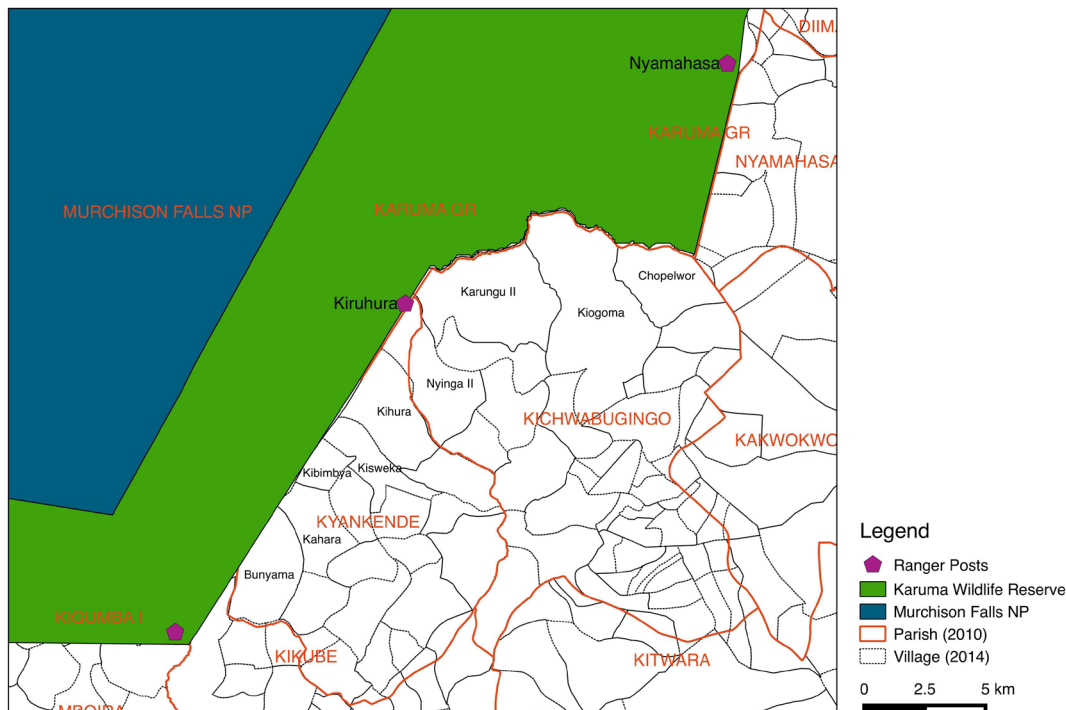 DIIM
Nyamahasa
KARUMA GR
NYAMAHASA
MURCHISON FALLS NP
KARUMA GR
Chopelwor
Karungu II
Kiruhura
Kiogoma
Nyinga II
Kihura
KICHWABUGINGO
KAKWOKWO
Kibimbya
Kisweka
KYANKENDE
Kahara
Bunyama
KIGUMBA I
KIKUBE
KITWARA
Legend
Ranger Posts
Karuma Wildlife Reserve
Murchison Falls NP
Parish (2010)
Village (2014)
0 2.5 5 km